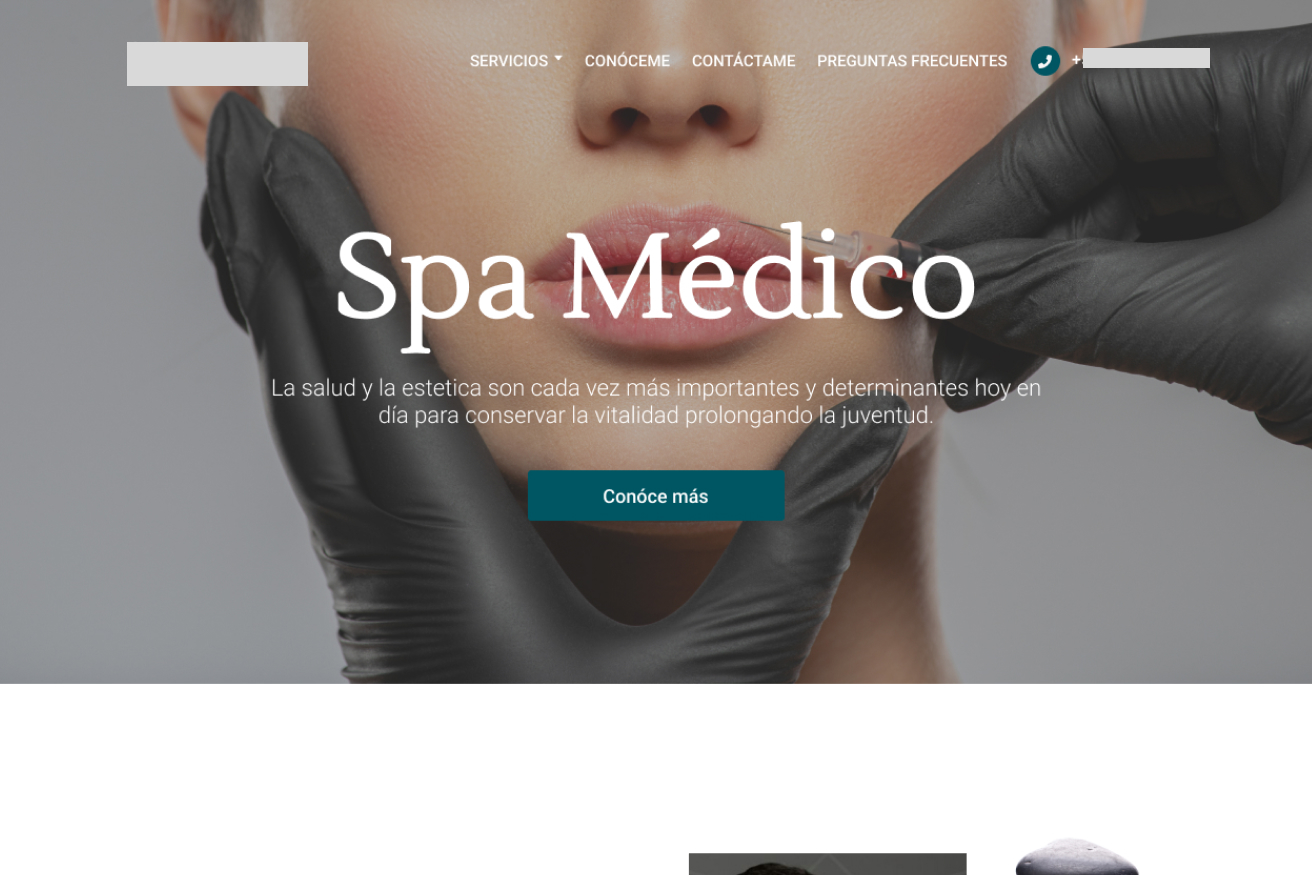 SERVICIOS
CONÓCEME
CONTÁCTAME
PREGUNTAS FRECUENTES
Spa Médico
La salud y la estetica son cada vez más importantes y determinantes hoy en
día para conservar la vitalidad prolongando la juventud.
Conóce más